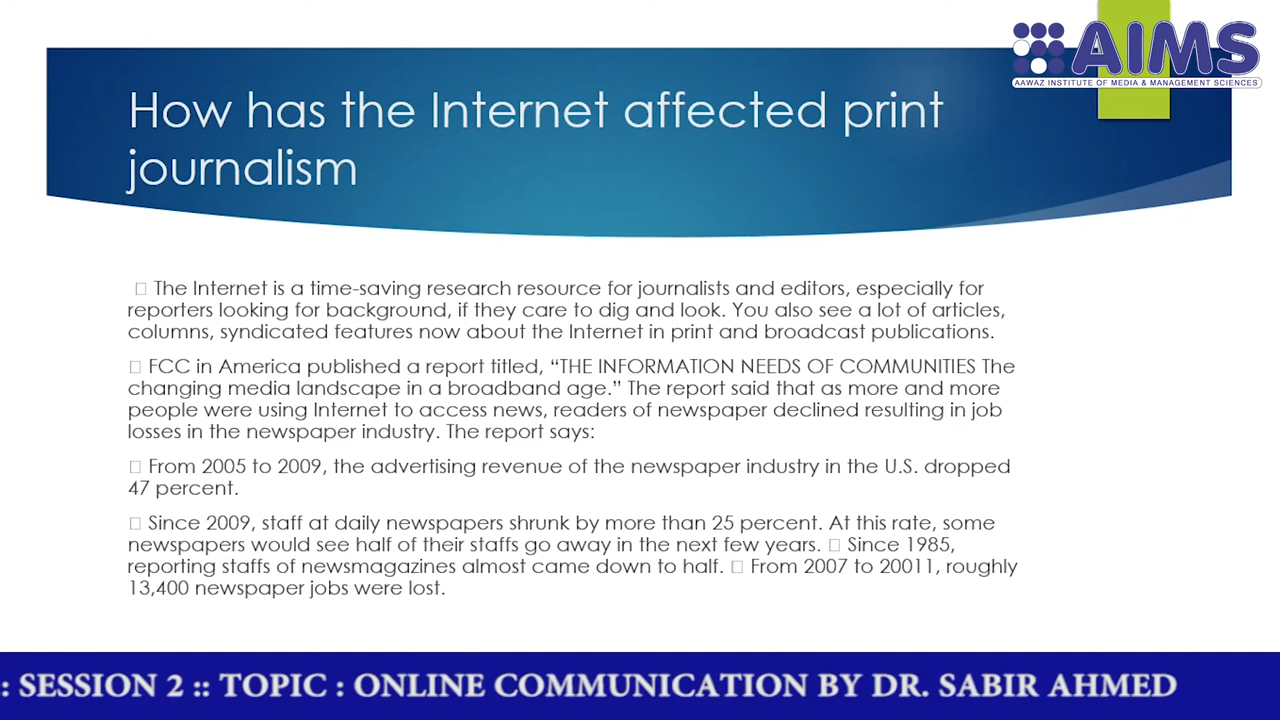 AIMS
AAWAZ INSTITUTE OF MEDIA & MANAGEMENT SCIENCES
How has the Internet affected print
journalism
□ The Internet is a time-saving research resource for journalists and editors, especially for
reporters looking for background, if they care to dig and look. You also see a lot of articles,
columns, syndicated features now about the Internet in print and broadcast publications.
□ FCC in America published a report titled, “THE INFORMATION NEEDS OF COMMUNITIES The
changing media landscape in a broadband age.” The report said that as more and more
people were using Internet to access news, readers of newspaper declined resulting in job
losses in the newspaper industry. The report says:
□ From 2005 to 2009, the advertising revenue of the newspaper industry in the U.S. dropped
47 percent.
□ Since 2009, staff at daily newspapers shrunk by more than 25 percent. At this rate, some
newspapers would see half of their staffs go away in the next few years. □ Since 1985,
reporting staffs of newsmagazines almost came down to half. □ From 2007 to 20011, roughly
13,400 newspaper jobs were lost.
:: SESSION 2 :: TOPIC : ONLINE COMMUNICATION BY DR. SABIR AHMED